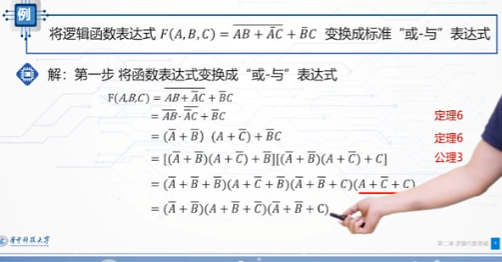 例
将逻辑函数表达式 F(A,B,C) = \overline{AB + \overline{A}C} + \overline{B}C 变换成标准“或-与”表达式
解:第一步 将函数表达式变换成“或-与”表达式
F(A,B,C) = \overline{AB + \overline{A}C} + \overline{B}C
= \overline{AB} · \overline{\overline{A}C} + \overline{B}C 定理6
= (\overline{A} + \overline{B}) (A + \overline{C}) + \overline{B}C 定理6
= [(\overline{A} + \overline{B})(A + \overline{C}) + \overline{B}][(\overline{A} + \overline{B})(A + \overline{C}) + C] 公理3
= (\overline{A} + \overline{B} + \overline{B})(A + \overline{C} + \overline{B})(\overline{A} + \overline{B} + C)(A + \overline{C} + C)
= (\overline{A} + \overline{B})(A + \overline{B} + \overline{C})(\overline{A} + \overline{B} + C)
华中科技大学
第二章 逻辑代数基础